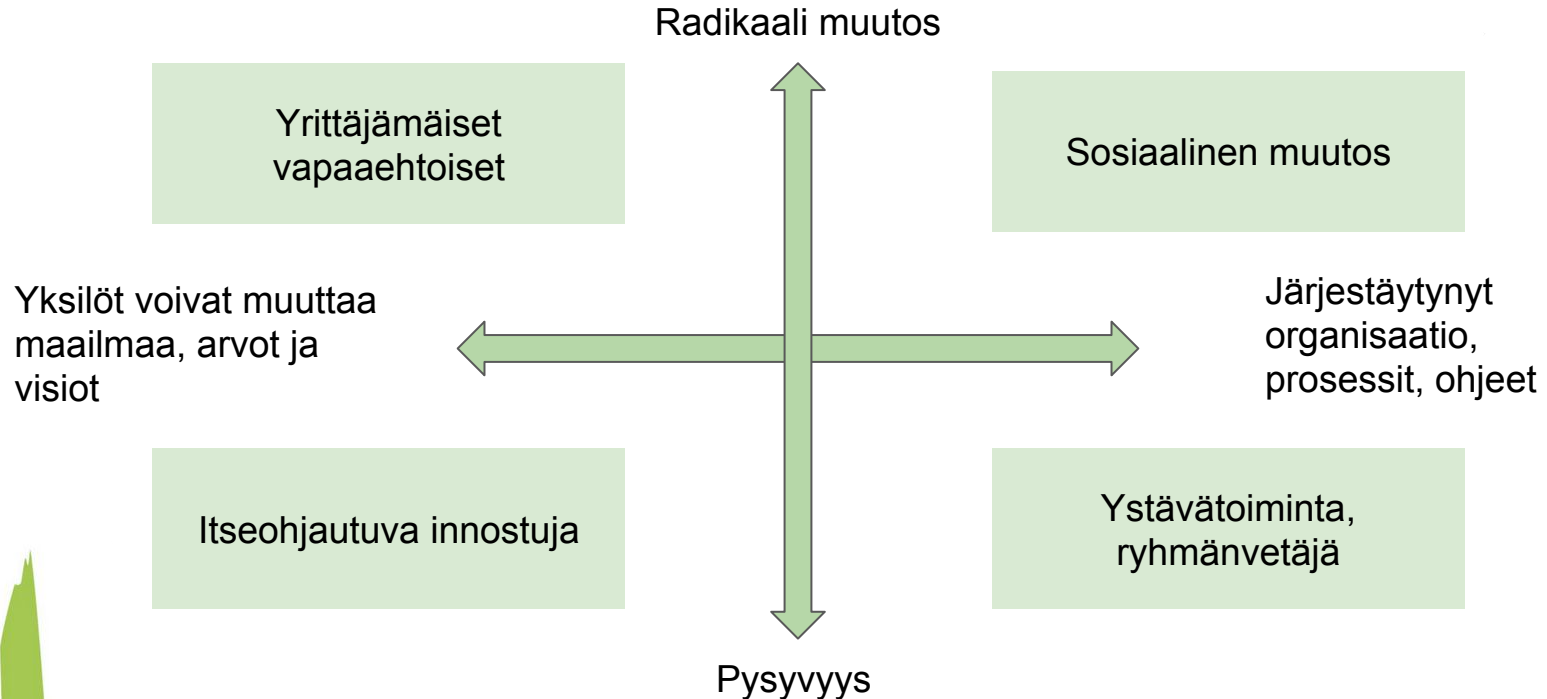 Radikaali muutos
Yrittäjämäiset
vapaaehtoiset
Sosiaalinen muutos
Yksilöt voivat muuttaa
maailmaa, arvot ja
visiot
Järjestäytynyt
organisaatio,
prosessit, ohjeet
Itseohjautuva innostuja
Ystävätoiminta,
ryhmänvetäjä
Pysyvyys